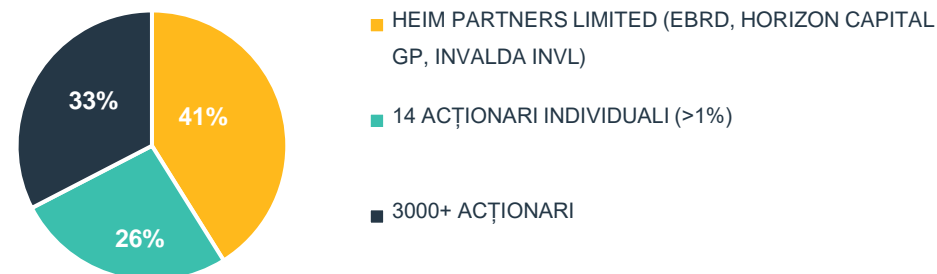 HEIM PARTNERS LIMITED (EBRD, HORIZON CAPITAL
GP, INVALDA INVL)
33%
41%
14 ACȚIONARI INDIVIDUALI (>1%)
3000+ ACȚIONARI
26%